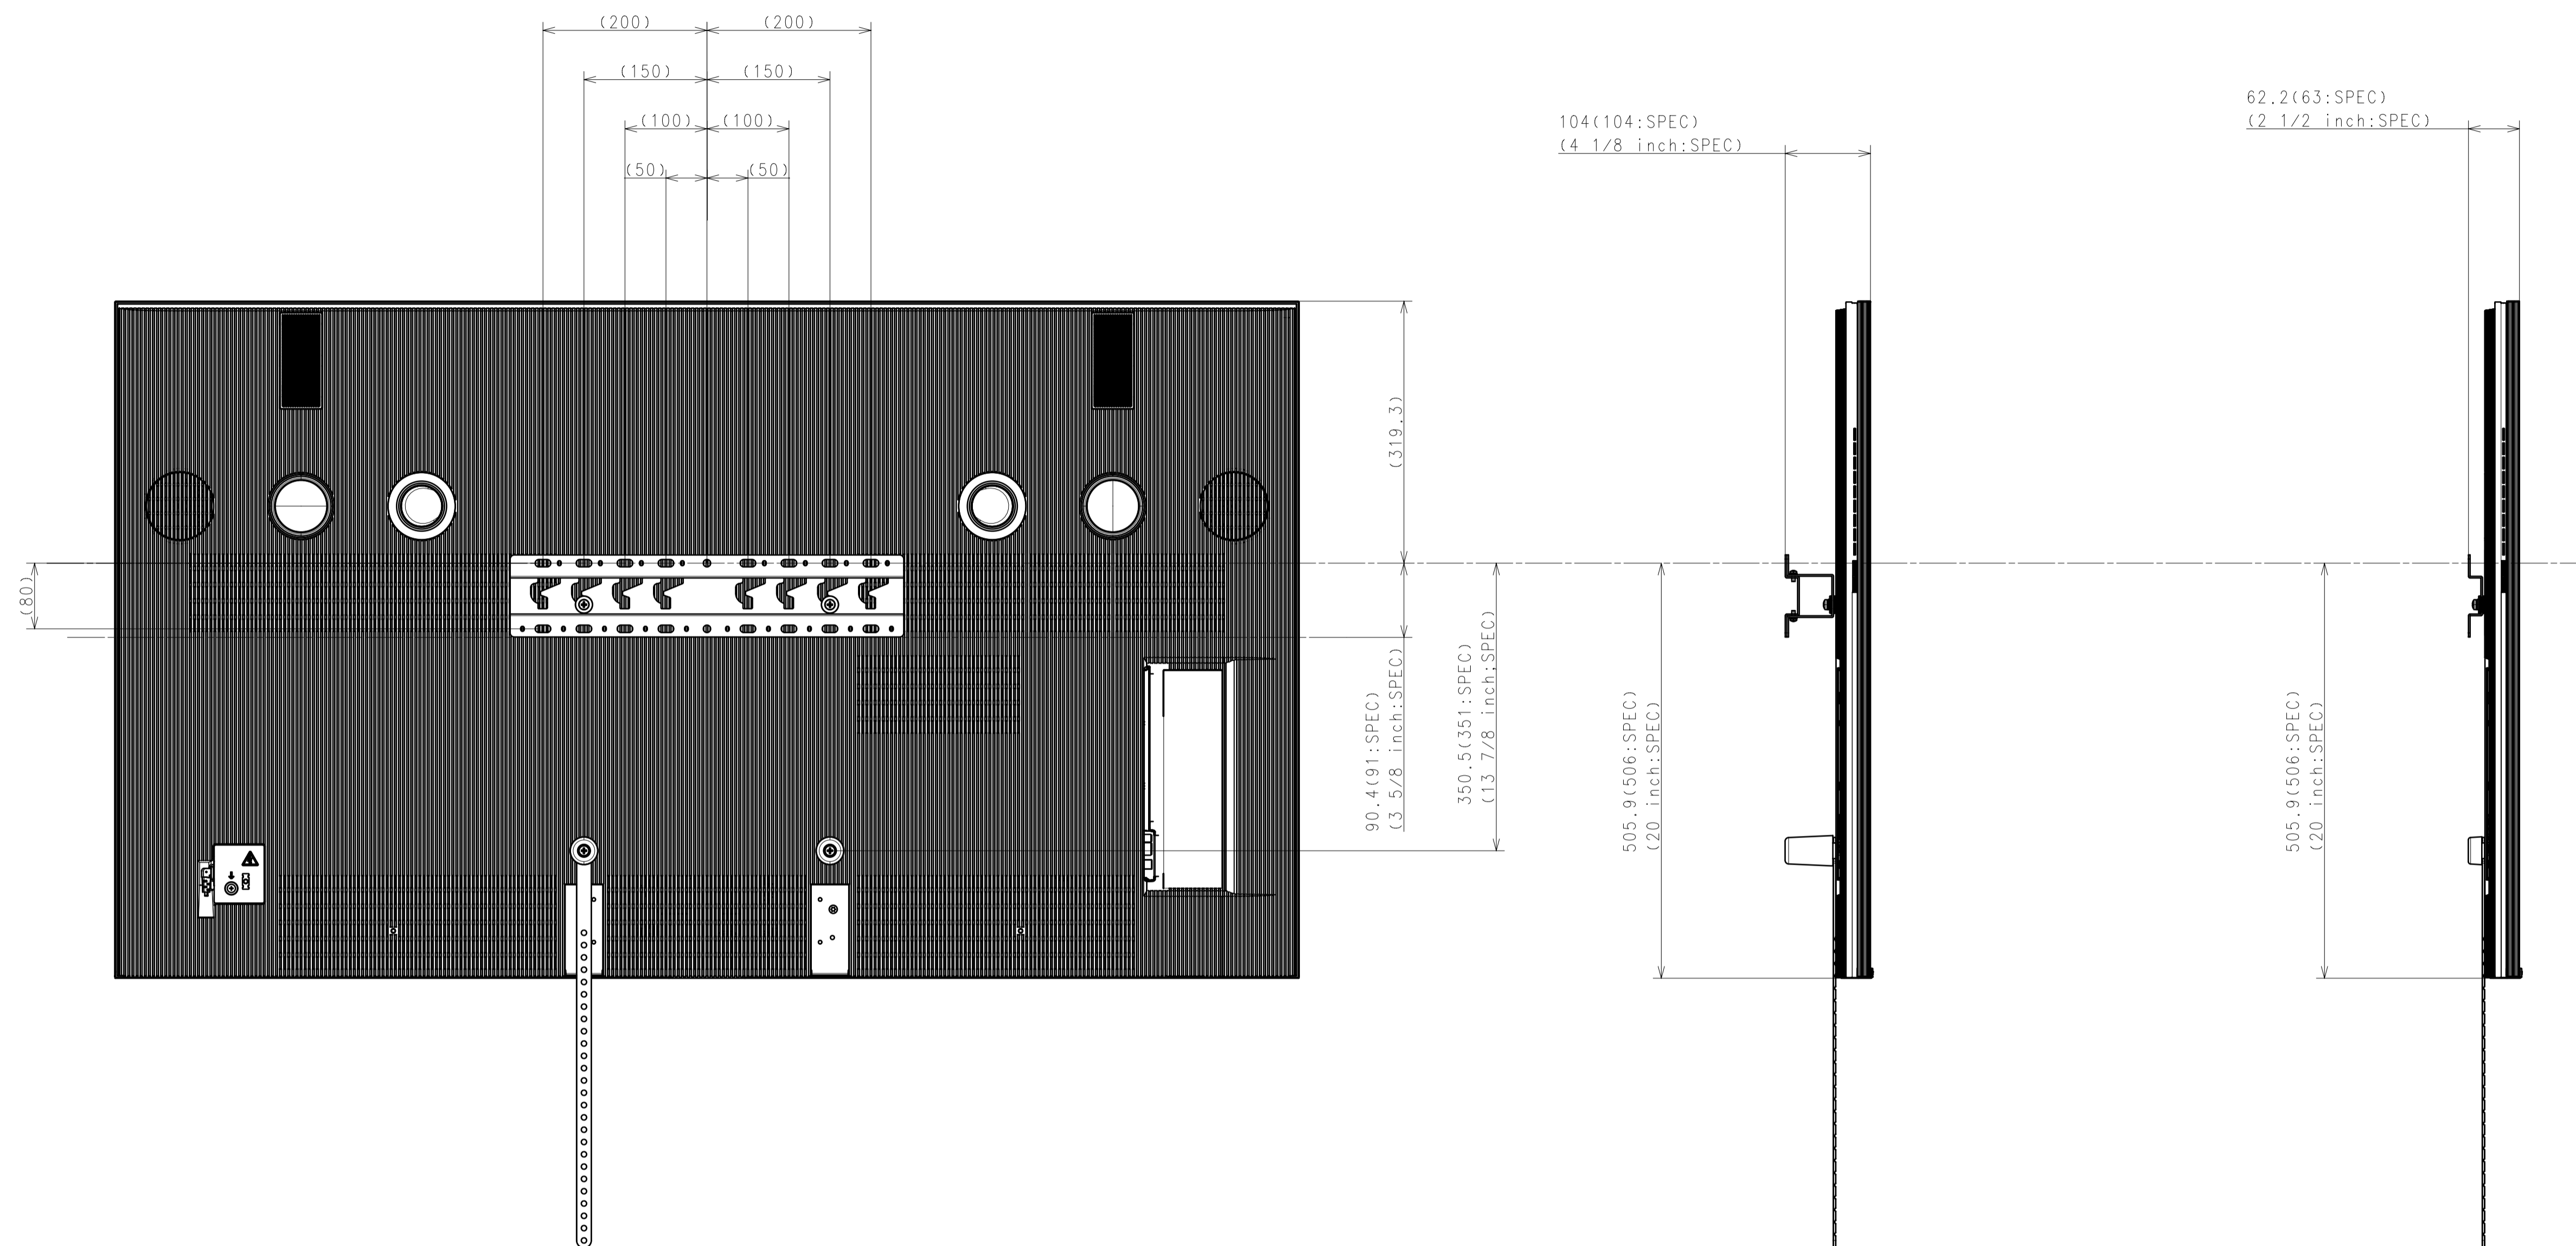 (200)
(200)
(150)
(150)
(100)
(100)
(50)
(50)
62.2(63:SPEC)
(2 1/2 inch:SPEC)
104(104:SPEC)
(4 1/8 inch:SPEC)
(319.3)
(80)
90.4(91:SPEC)
(3 5/8 inch:SPEC)
350.5(351:SPEC)
(13 7/8 inch:SPEC)
505.9(506:SPEC)
(20 inch:SPEC)
505.9(506:SPEC)
(20 inch:SPEC)